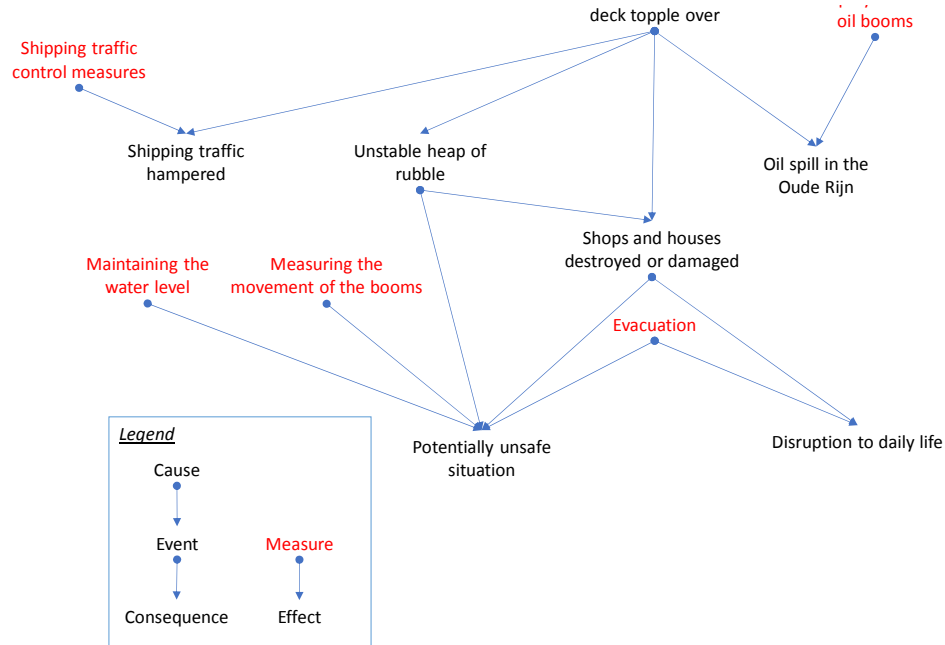 deck topple over
oil booms
Shipping traffic
control measures
Shipping traffic
hampered
Unstable heap of
rubble
Oil spill in the
Oude Rijn
Shops and houses
destroyed or damaged
Maintaining the
water level
Measuring the
movement of the booms
Evacuation
Potentially unsafe
situation
Disruption to daily life
Legend
Cause
Event
Consequence
Measure
Effect